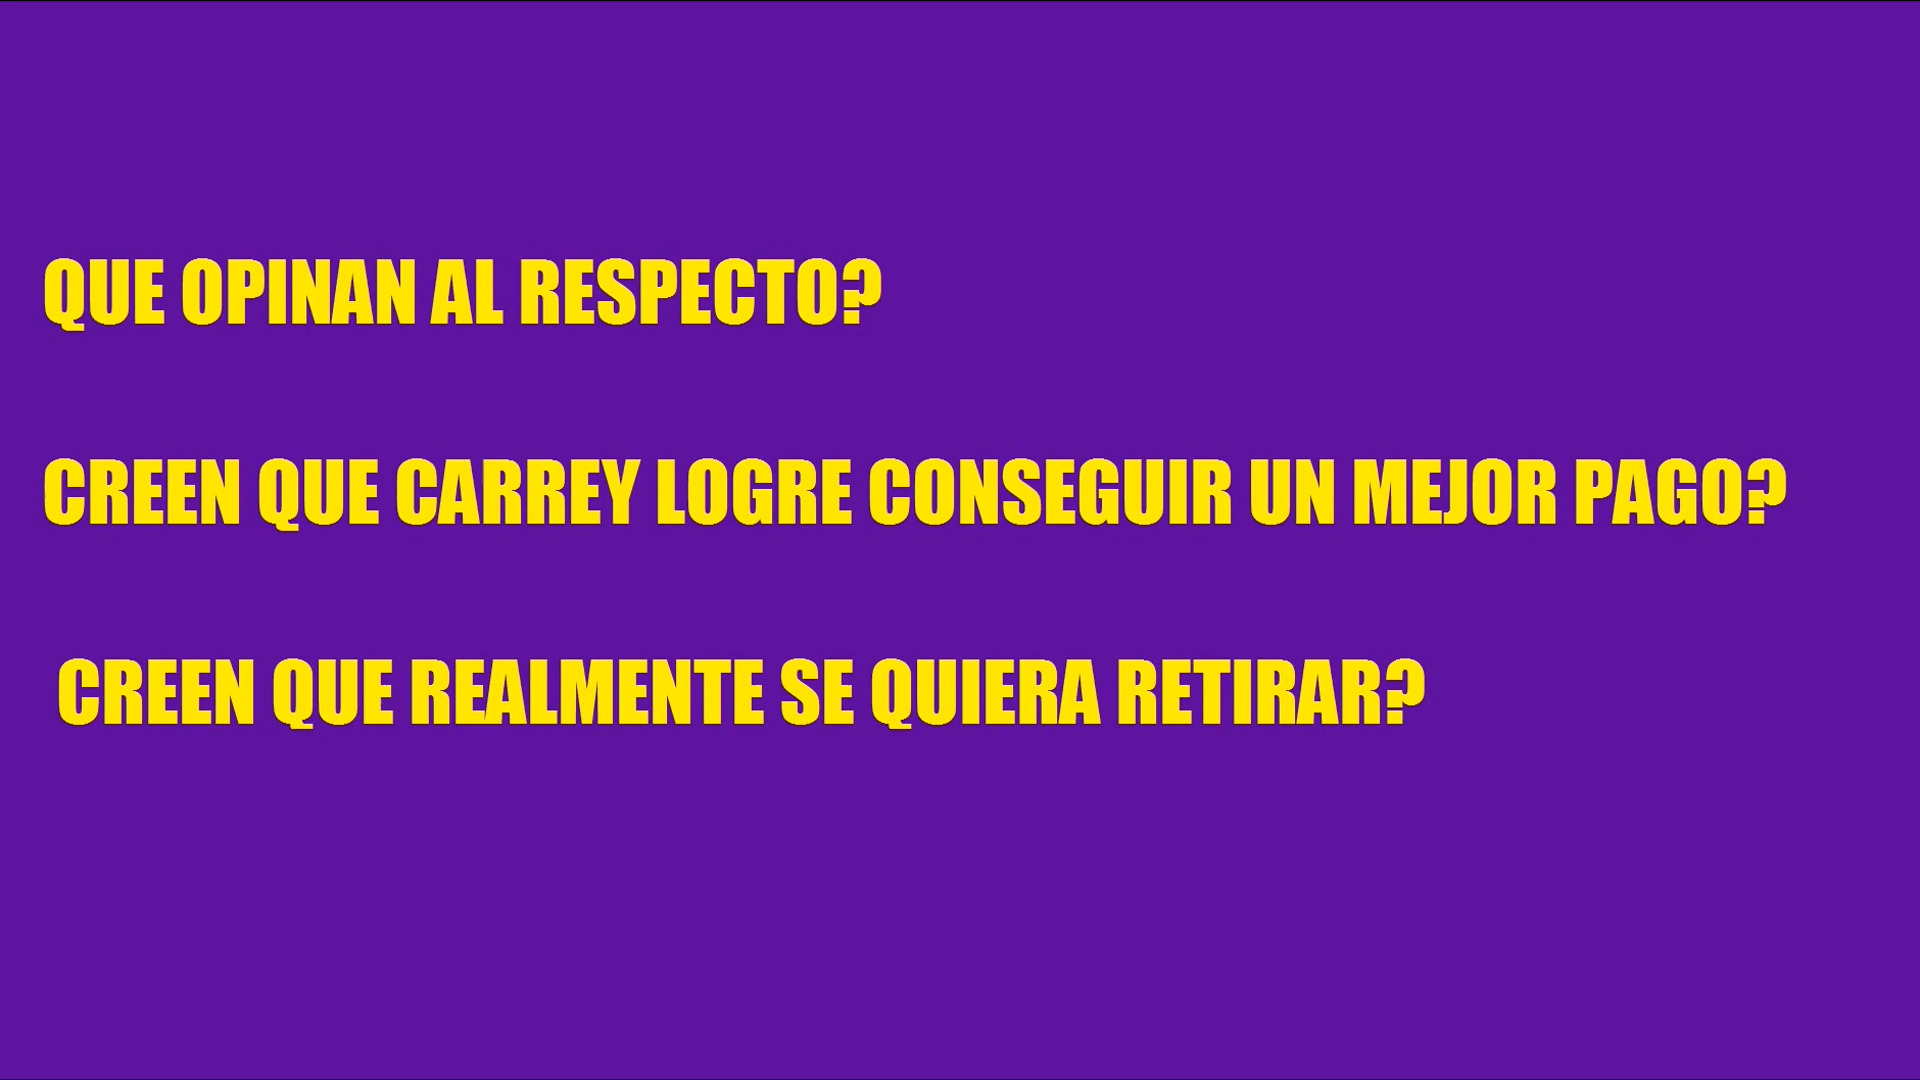 QUE OPINAN AL RESPECTO?
CREEN QUE CARREY LOGRE CONSEGUIR UN MEJOR PAGO?
CREEN QUE REALMENTE SE QUIERA RETIRAR?